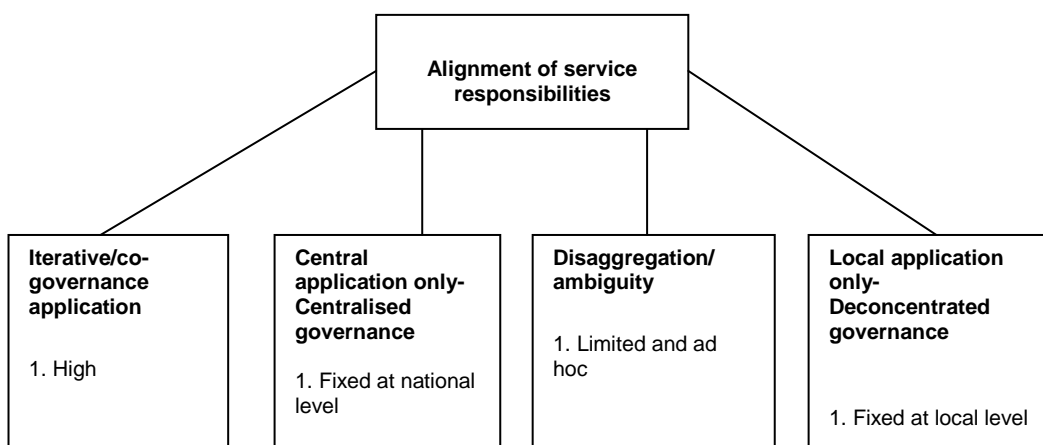 Alignment of service
responsibilities
Iterative/co-
governance
application
1. High
Central
application only-
Centralised
governance
1. Fixed at national
level
Disaggregation/
ambiguity
1. Limited and ad
hoc
Local application
only-
Deconcentrated
governance
1. Fixed at local level